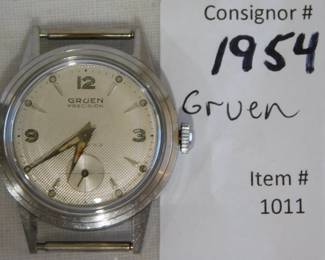 Consignor #
1954
Gruen
Item #
1011
12
GRUEN
PRECISION
9
3